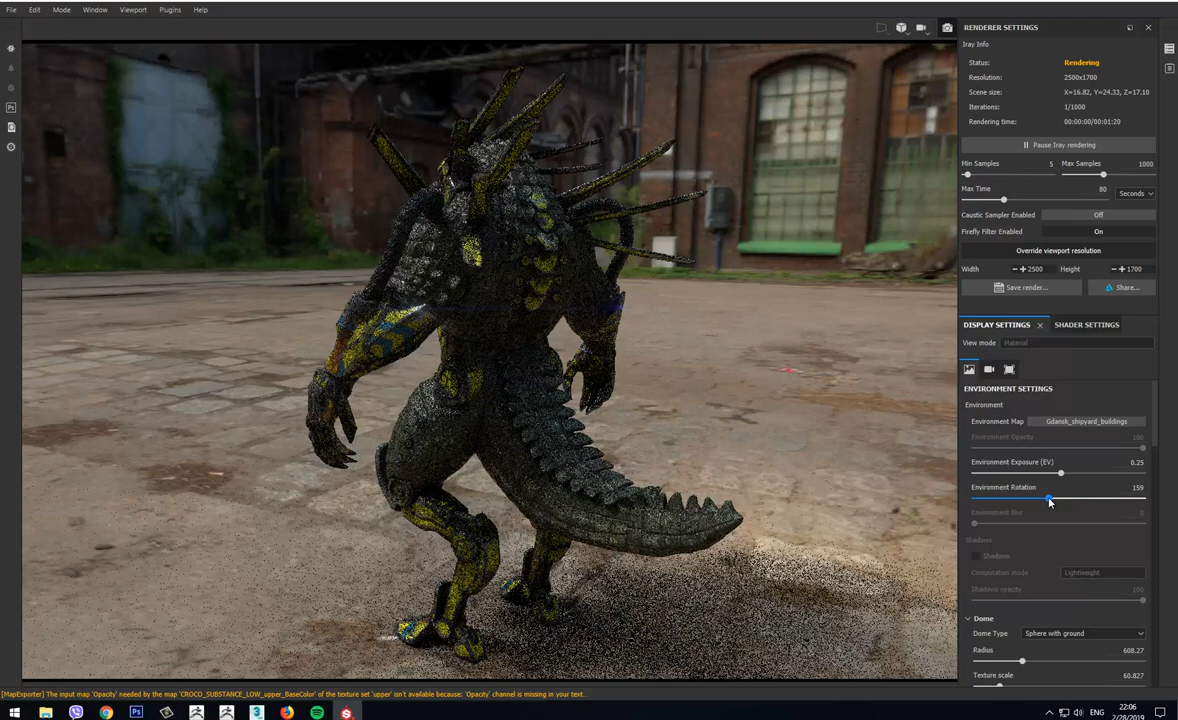 File Edit Mode Window Viewport Plugins Help
RENDERER SETTINGS
Iray Info
Status: Rendering
Resolution: 2500x1700
Scene size: X=16.82, Y=24.33, Z=17.10
Iterations: 1/1000
Rendering time: 00:00:00/00:01:20
Pause Iray rendering
Min Samples 5 Max Samples 1000
Max Time 80 Seconds
Caustic Sampler Enabled Off
Firefly Filter Enabled On
Override viewport resolution
Width 2500 Height 1700
Save render... Share...
DISPLAY SETTINGS SHADER SETTINGS
View mode Material
ENVIRONMENT SETTINGS
Environment
Environment Map Gdansk_shipyard_buildings
Environment Opacity 100
Environment Exposure (EV) 0.25
Environment Rotation 159
Environment Blur 0
Shadows
Shadows
Computation mode Lightweight
Shadows opacity 100
Dome
Dome Type Sphere with ground
Radius 608.27
Texture scale 60.827
[MapExporter] The input map 'Opacity' needed by the map 'CROCO_SUBSTANCE_LOW_upper_BaseColor' of the texture set 'upper' isn't available because: 'Opacity' channel is missing in your text...
Ps
Ps
3
ENG
22:06
2/28/2019